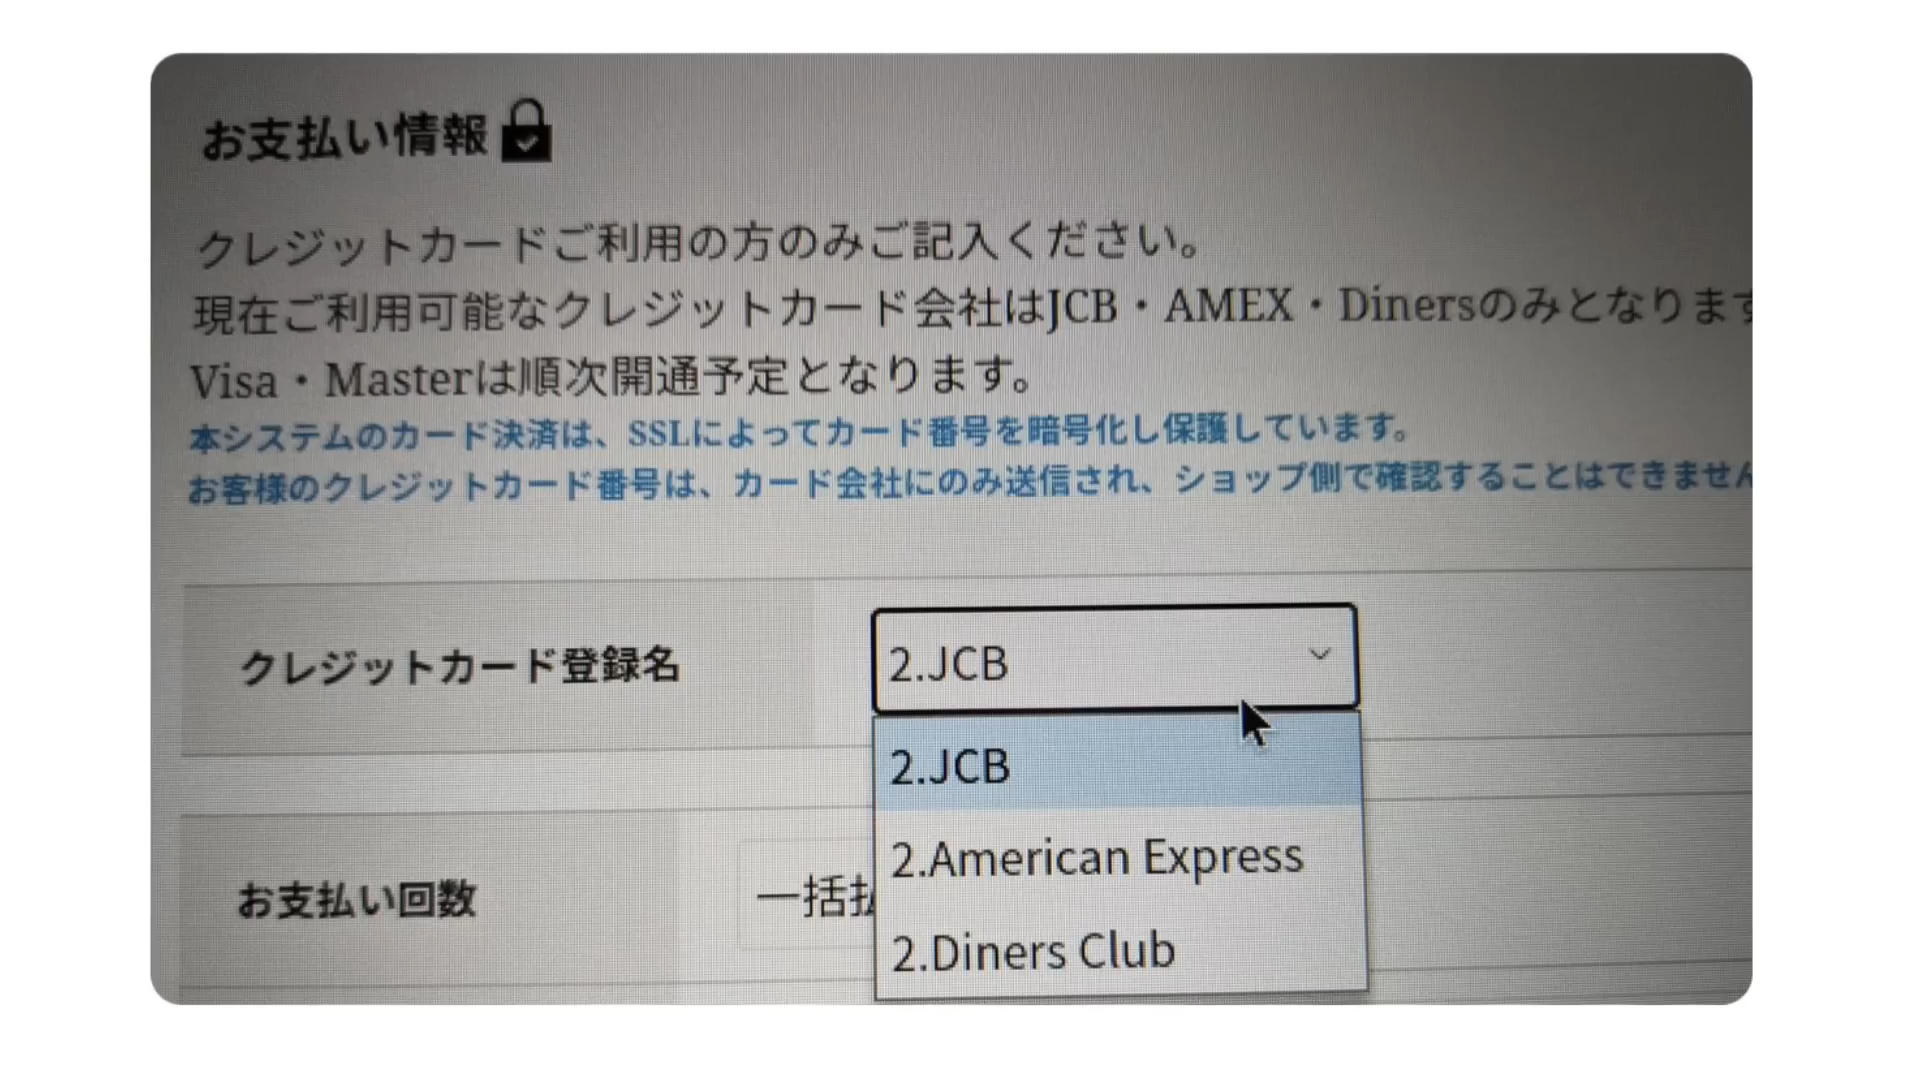 お支払い情報
クレジットカードご利用の方のみご記入ください。
現在ご利用可能なクレジットカード会社はJCB・AMEX・Dinersのみとなります
Visa・Masterは順次開通予定となります。
本システムのカード決済は、SSLによってカード番号を暗号化し保護しています。
お客様のクレジットカード番号は、カード会社にのみ送信され、ショップ側で確認することはできません
クレジットカード登録名
2.JCB
2.JCB
2.American Express
2.Diners Club
お支払い回数
一括払